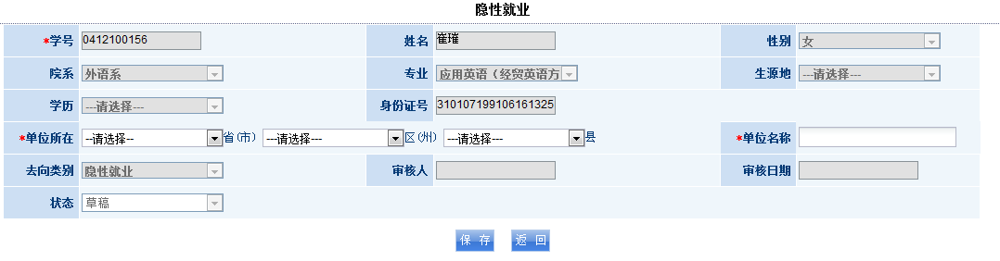 隐性就业
*学号 0412100156 姓名 崔璀 性别 女
院系 外语系 专业 应用英语（经贸英语方 生源地 ---请选择---
学历 ---请选择--- 身份证号 310107199106161325
*单位所在 --请选择-- 省(市) ---请选择--- 区(州) ---请选择--- 县 *单位名称
去向类别 隐性就业 审核人 审核日期
状态 草稿
保 存 返 回